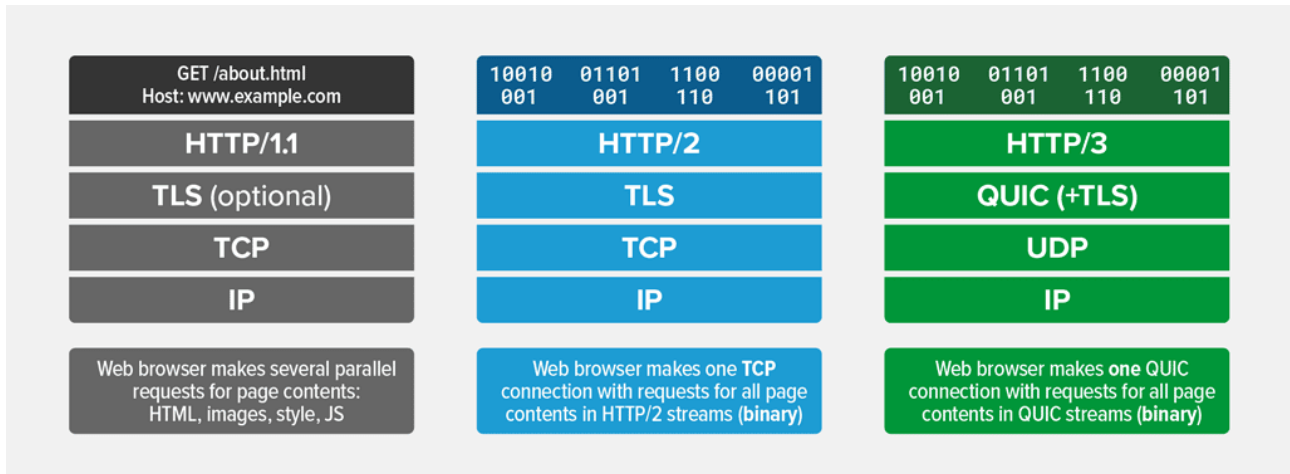 GET /about.html
Host: www.example.com
HTTP/1.1
TLS (optional)
TCP
IP
Web browser makes several parallel
requests for page contents:
HTML, images, style, JS
10010 01101 1100 00001
001 001 110 101
HTTP/2
TLS
TCP
IP
Web browser makes one TCP
connection with requests for all page
contents in HTTP/2 streams (binary)
10010 01101 1100 00001
001 001 110 101
HTTP/3
QUIC (+TLS)
UDP
IP
Web browser makes one QUIC
connection with requests for all page
contents in QUIC streams (binary)